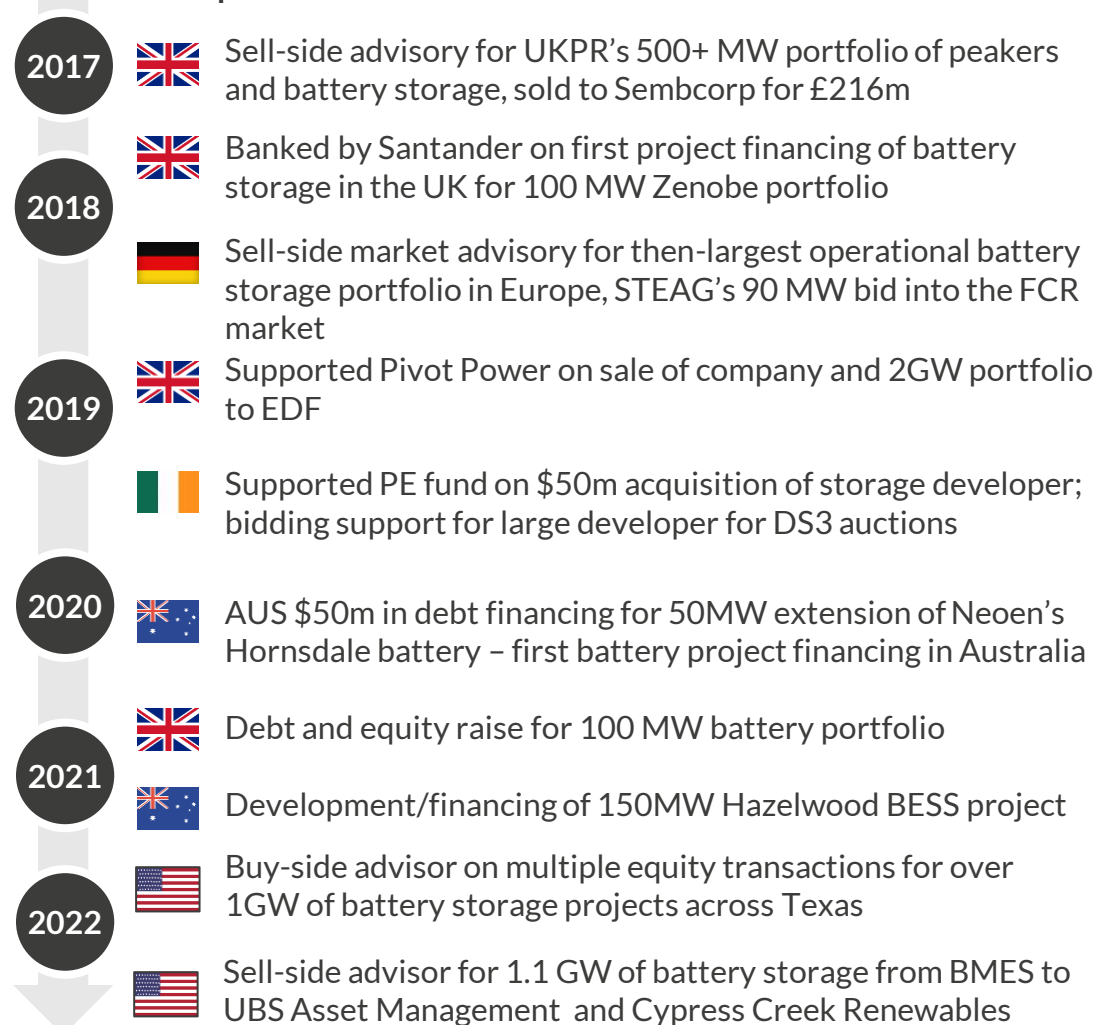 2017
Sell-side advisory for UKPR’s 500+ MW portfolio of peakers
and battery storage, sold to Sembcorp for £216m
2018
Banked by Santander on first project financing of battery
storage in the UK for 100 MW Zenobe portfolio
Sell-side market advisory for then-largest operational battery
storage portfolio in Europe, STEAG’s 90 MW bid into the FCR
market
2019
Supported Pivot Power on sale of company and 2GW portfolio
to EDF
Supported PE fund on $50m acquisition of storage developer;
bidding support for large developer for DS3 auctions
2020
AUS $50m in debt financing for 50MW extension of Neoen’s
Hornsdale battery – first battery project financing in Australia
2021
Debt and equity raise for 100 MW battery portfolio
Development/financing of 150MW Hazelwood BESS project
2022
Buy-side advisor on multiple equity transactions for over
1GW of battery storage projects across Texas
Sell-side advisor for 1.1 GW of battery storage from BMES to
UBS Asset Management and Cypress Creek Renewables